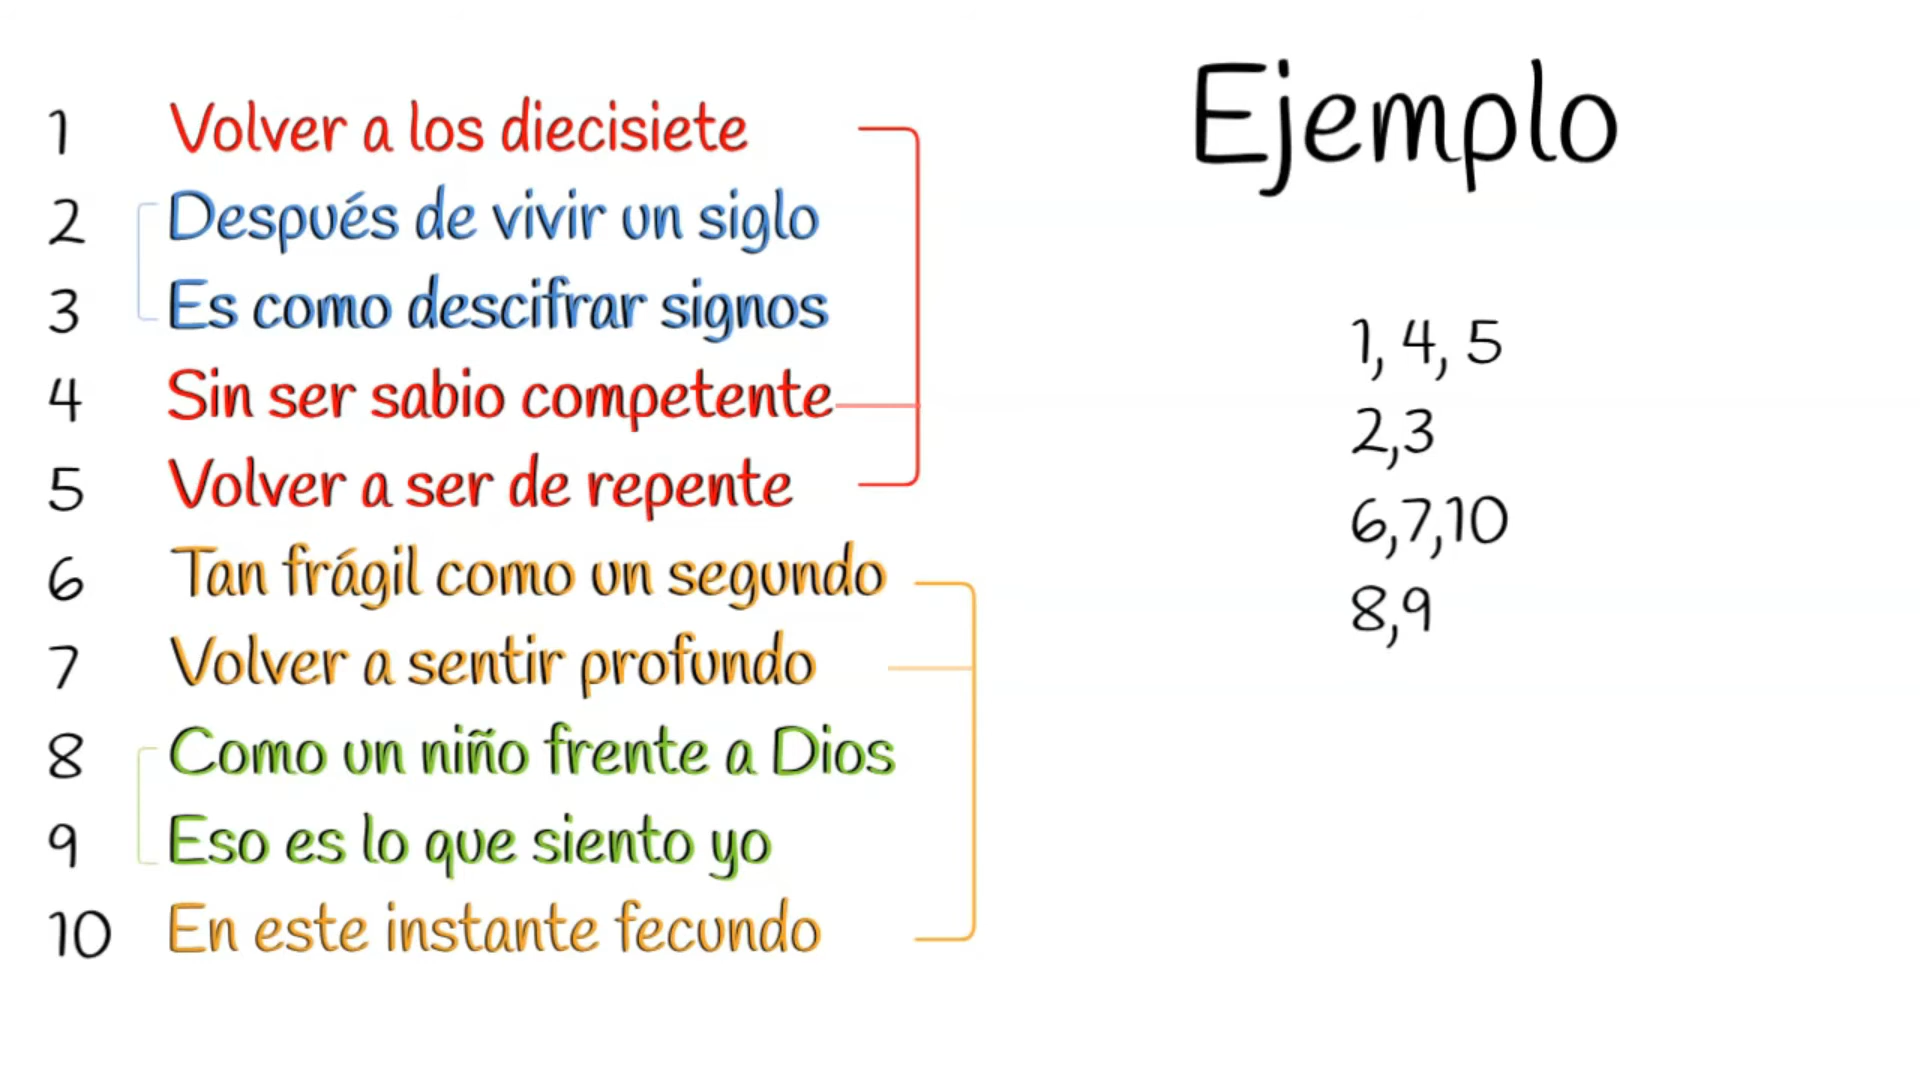 1 Volver a los diecisiete
2 Después de vivir un siglo
3 Es como descifrar signos
4 Sin ser sabio competente
5 Volver a ser de repente
6 Tan frágil como un segundo
7 Volver a sentir profundo
8 Como un niño frente a Dios
9 Eso es lo que siento yo
10 En este instante fecundo
Ejemplo
1, 4, 5
2,3
6,7,10
8,9